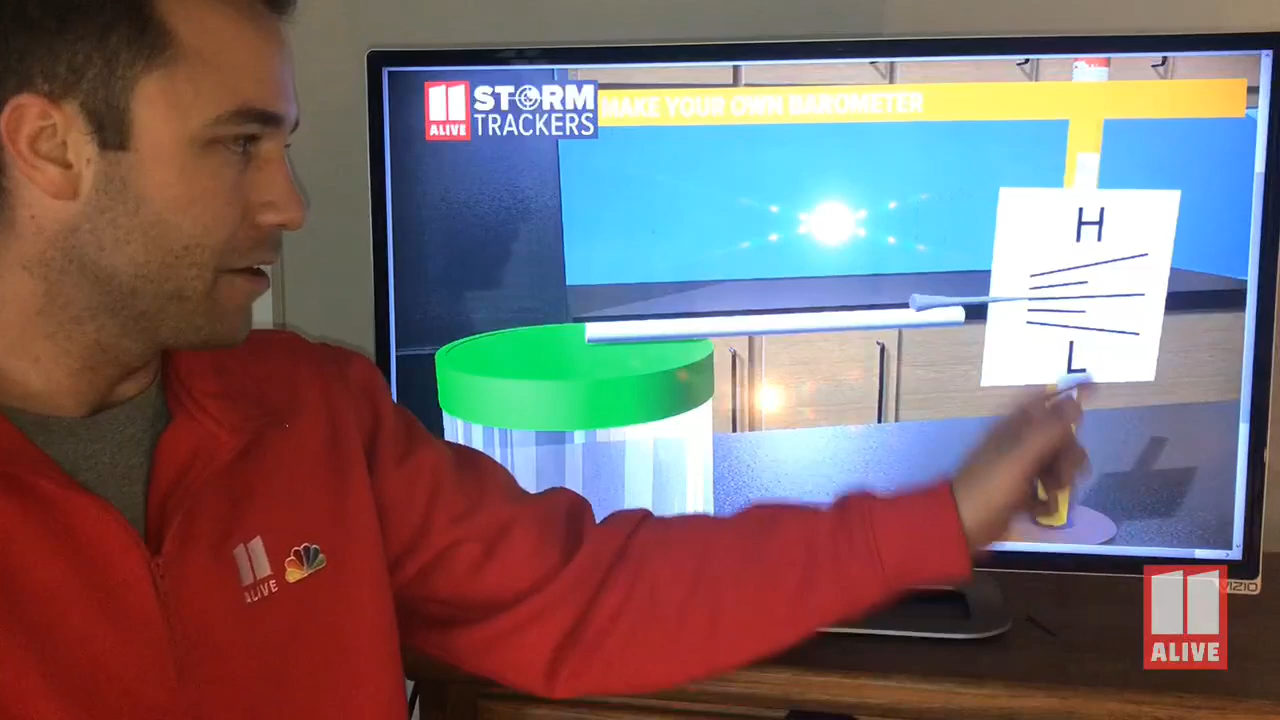 11 ALIVE
STORM
TRACKERS
MAKE YOUR OWN BAROMETER
H
L
11 ALIVE
VIZIO
11
ALIVE